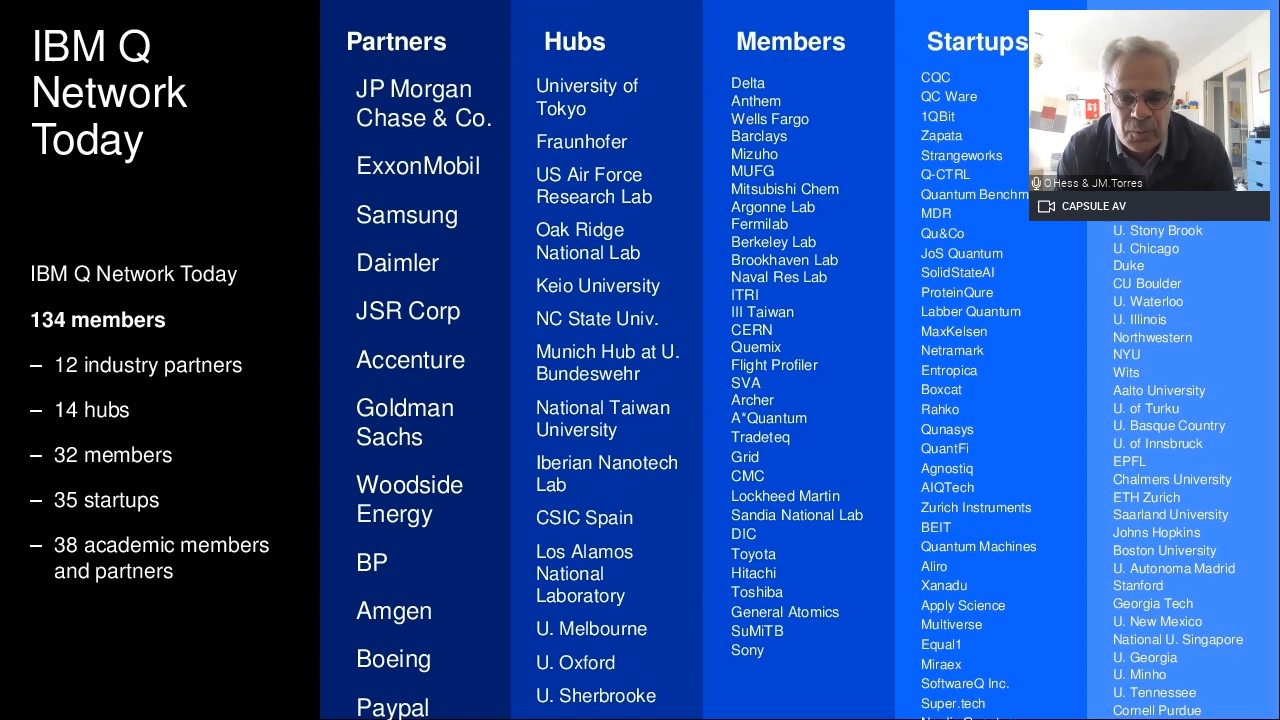 IBM Q
Network
Today
IBM Q Network Today
134 members
– 12 industry partners
– 14 hubs
– 32 members
– 35 startups
– 38 academic members
and partners
Partners
JP Morgan
Chase & Co.
ExxonMobil
Samsung
Daimler
JSR Corp
Accenture
Goldman
Sachs
Woodside
Energy
BP
Amgen
Boeing
Paypal
Hubs
University of
Tokyo
Fraunhofer
US Air Force
Research Lab
Oak Ridge
National Lab
Keio University
NC State Univ.
Munich Hub at U.
Bundeswehr
National Taiwan
University
Iberian Nanotech
Lab
CSIC Spain
Los Alamos
National
Laboratory
U. Melbourne
U. Oxford
U. Sherbrooke
Members
Delta
Anthem
Wells Fargo
Barclays
Mizuho
MUFG
Mitsubishi Chem
Argonne Lab
Fermilab
Berkeley Lab
Brookhaven Lab
Naval Res Lab
ITRI
III Taiwan
CERN
Quemix
Flight Profiler
SVA
Archer
A*Quantum
Tradeteq
Grid
CMC
Lockheed Martin
Sandia National Lab
DIC
Toyota
Hitachi
Toshiba
General Atomics
SuMiTB
Sony
Startups
CQC
QC Ware
1QBit
Zapata
Strangeworks
Q-CTRL
Quantum Benchm
MDR
Qu&Co
JoS Quantum
SolidStateAI
ProteinQure
Labber Quantum
MaxKelsen
Netramark
Entropica
Boxcat
Rahko
Qunasys
QuantFi
Agnostiq
AIQTech
Zurich Instruments
BEIT
Quantum Machines
Aliro
Xanadu
Apply Science
Multiverse
Equal1
Miraex
SoftwareQ Inc.
Super.tech
O.Hess & J.M.Torres
CAPSULE AV
U. Stony Brook
U. Chicago
Duke
CU Boulder
U. Waterloo
U. Illinois
Northwestern
NYU
Wits
Aalto University
U. of Turku
U. Basque Country
U. of Innsbruck
EPFL
Chalmers University
ETH Zurich
Saarland University
Johns Hopkins
Boston University
U. Autonoma Madrid
Stanford
Georgia Tech
U. New Mexico
National U. Singapore
U. Georgia
U. Minho
U. Tennessee
Cornell Purdue